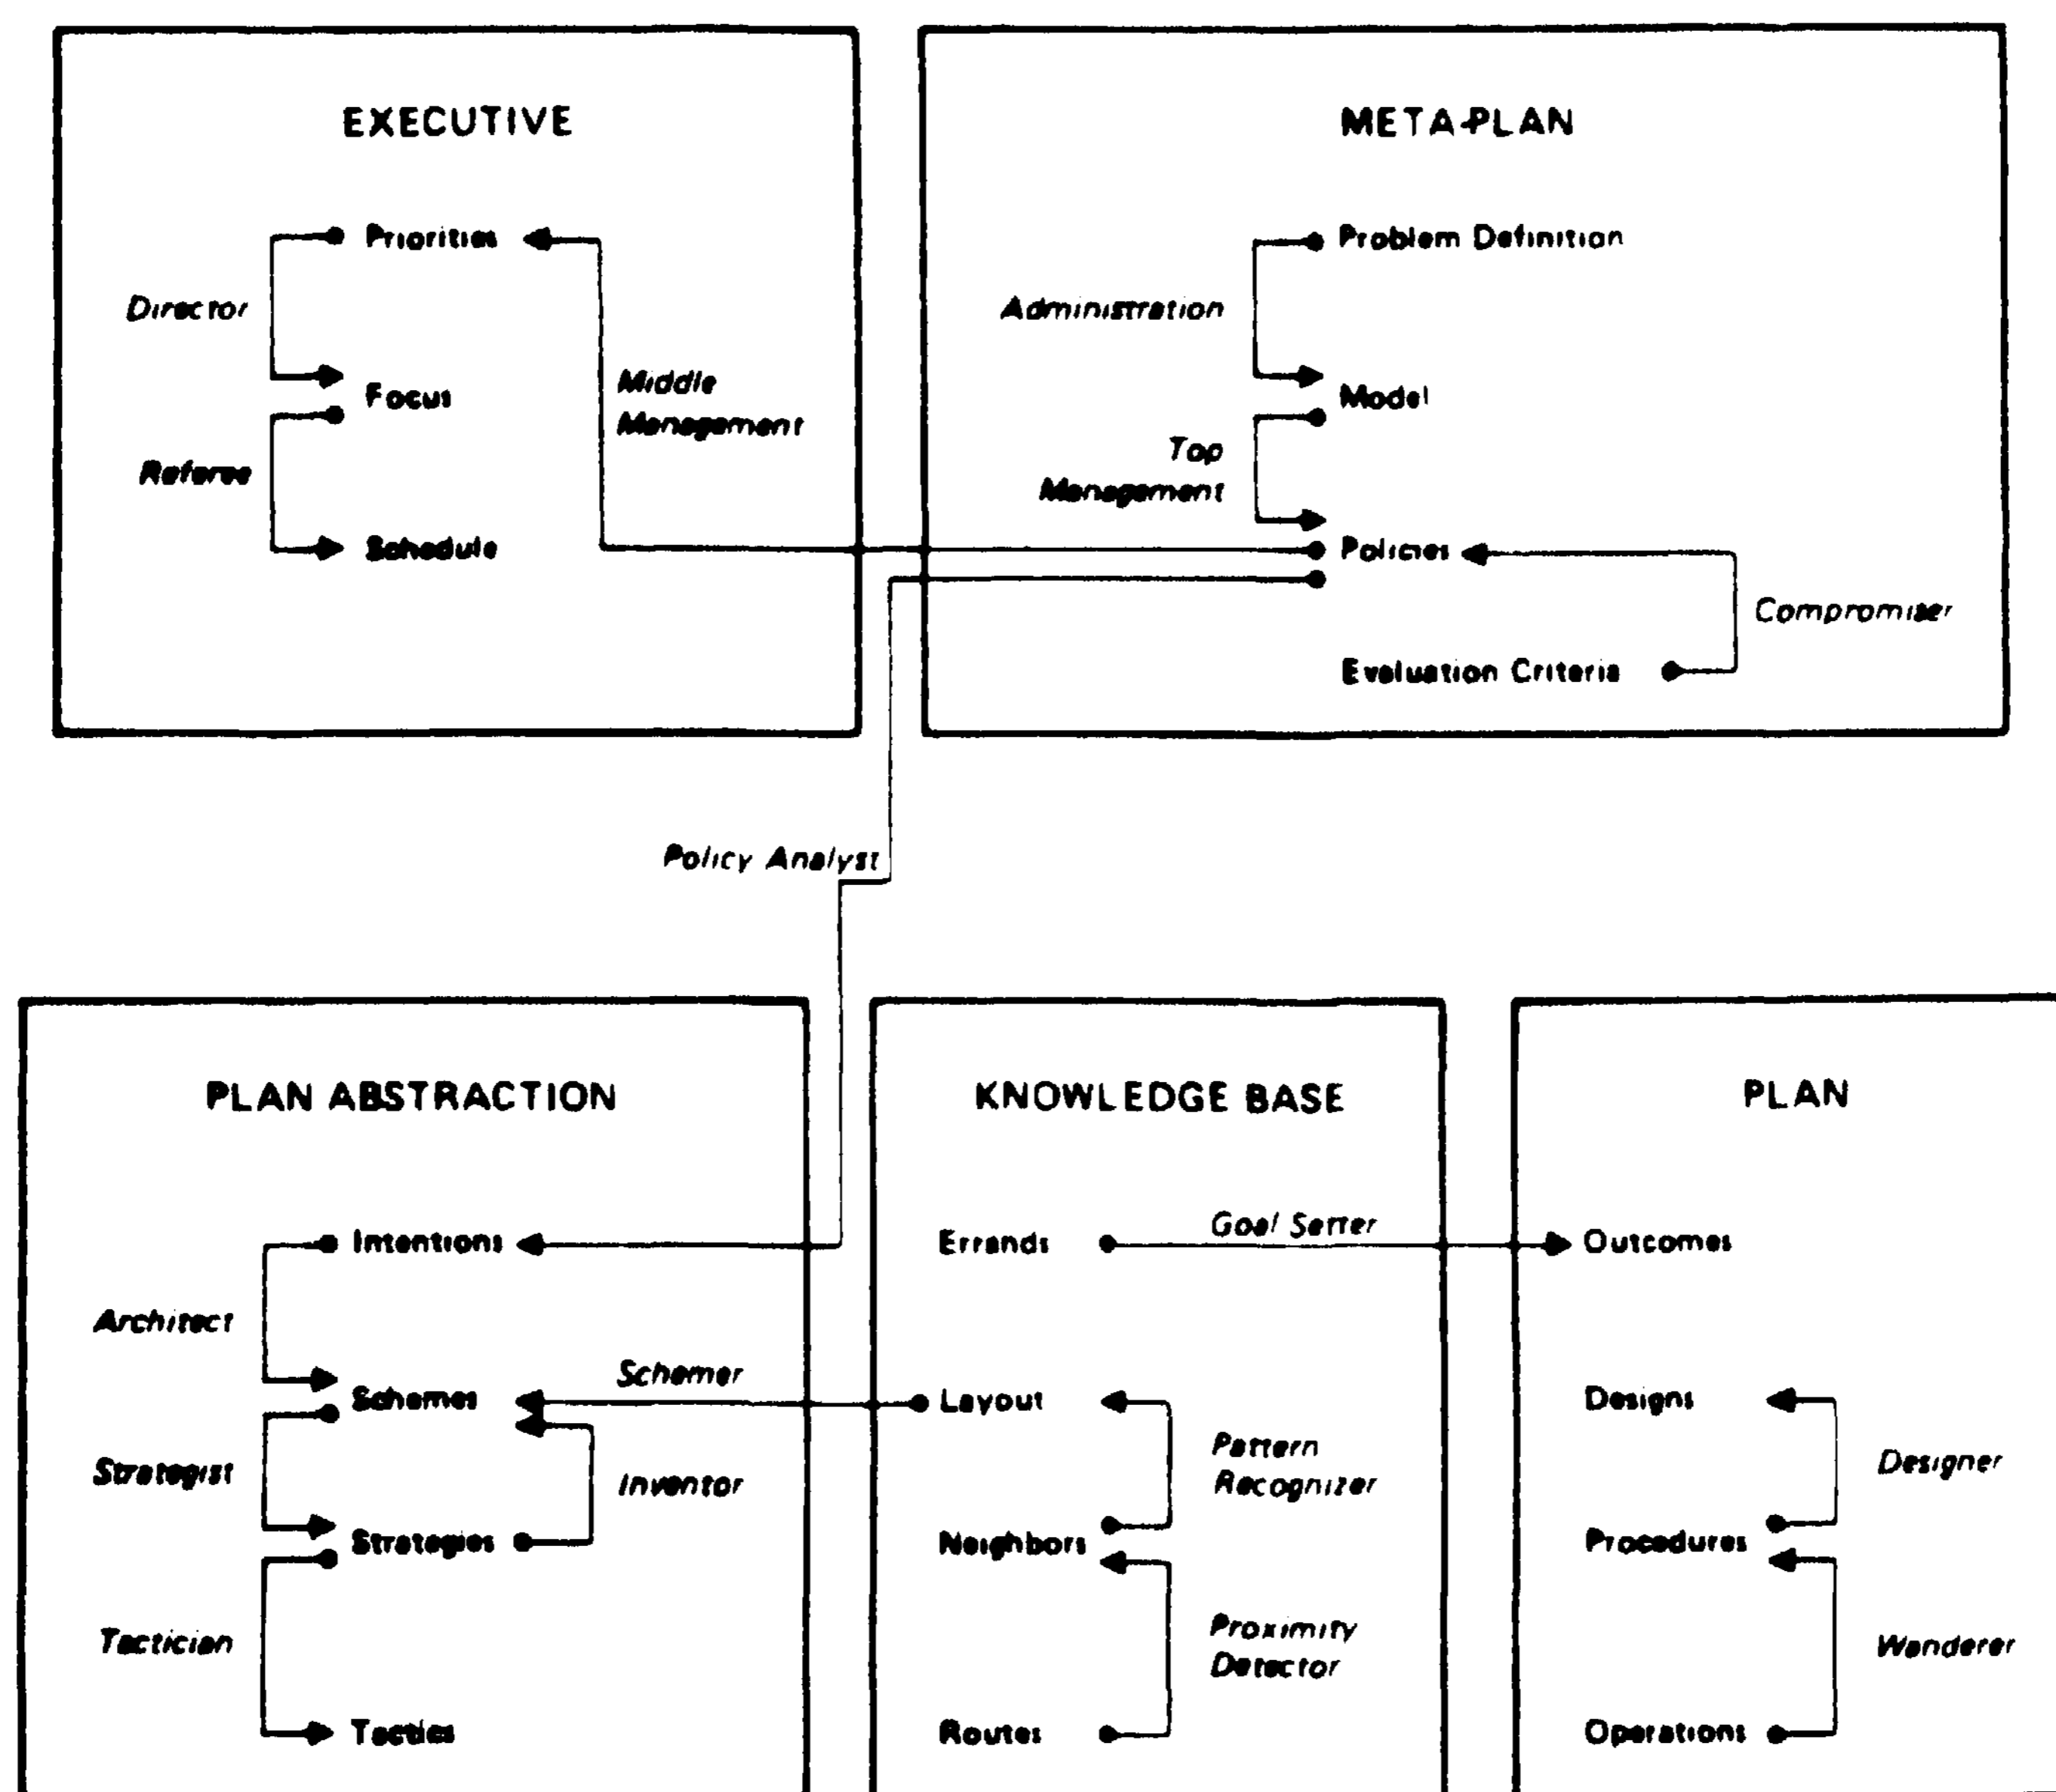 EXECUTIVE
Priorities
Director
Focus
Middle
Management
Referee
Schedule
META-PLAN
Problem Definition
Administration
Model
Top
Management
Policies
Compromiser
Evaluation Criteria
Policy Analyst
PLAN ABSTRACTION
Intentions
Architect
Schemer
Schemes
Strategist
Inventor
Strategies
Tactician
Tactics
KNOWLEDGE BASE
Errands
Goal Setter
Layout
Pattern
Recognizer
Neighbors
Proximity
Detector
Routes
PLAN
Outcomes
Designs
Designer
Procedures
Wanderer
Operations